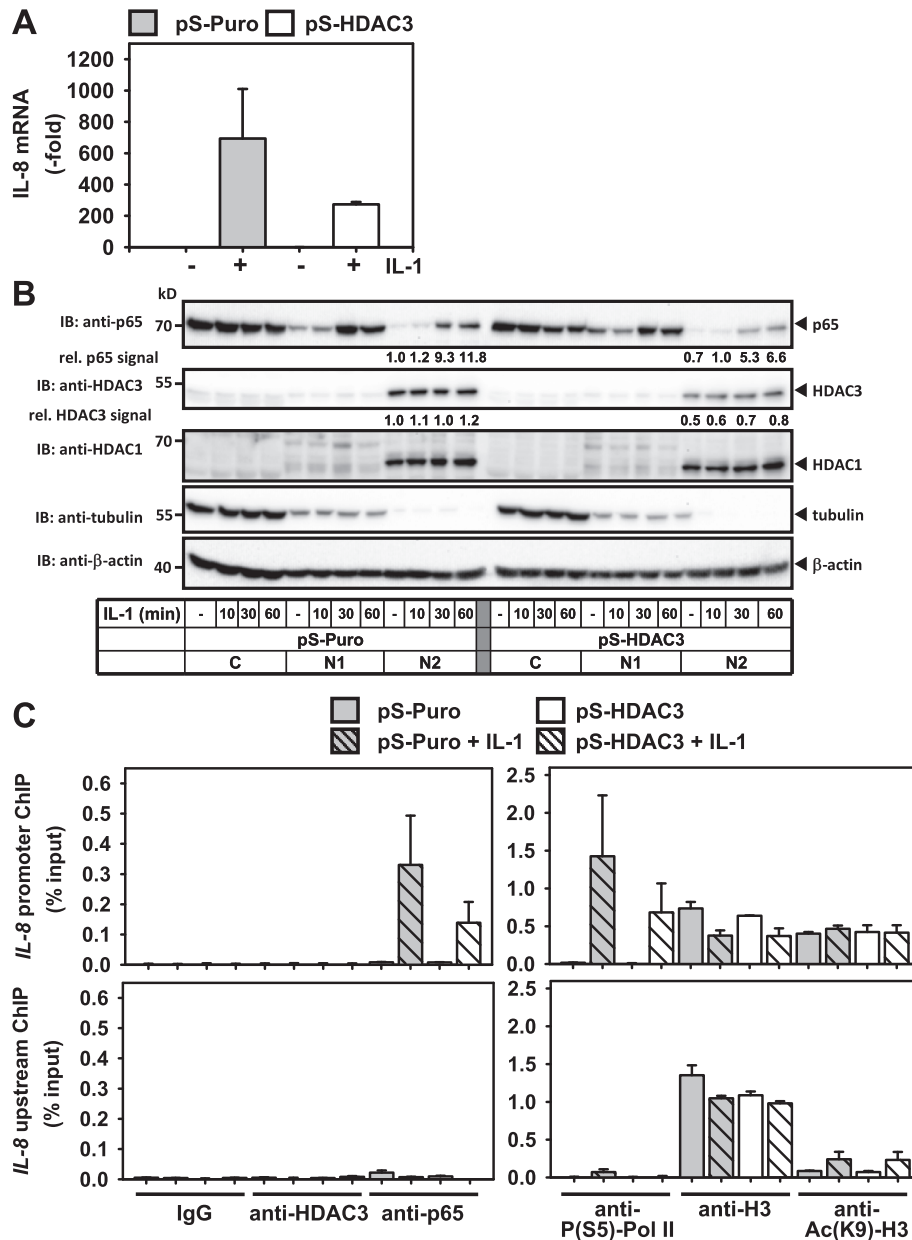 A
pS-Puro pS-HDAC3
IL-8 mRNA
(-fold)
1200
1000
800
600
400
200
0
- + - + IL-1
B
kD
IB: anti-p65 70 p65
rel. p65 signal 1.0 1.2 9.3 11.8 0.7 1.0 5.3 6.6
IB: anti-HDAC3 55 HDAC3
rel. HDAC3 signal 1.0 1.1 1.0 1.2 0.5 0.6 0.7 0.8
IB: anti-HDAC1 70 HDAC1
IB: anti-tubulin 55 tubulin
IB: anti-β-actin 40 β-actin
IL-1 (min) - 10 30 60 - 10 30 60 - 10 30 60 - 10 30 60 - 10 30 60 - 10 30 60
pS-Puro pS-HDAC3
C N1 N2 C N1 N2
C
pS-Puro pS-HDAC3
pS-Puro + IL-1 pS-HDAC3 + IL-1
IL-8 promoter ChIP
(% input)
0.6
0.5
0.4
0.3
0.2
0.1
0.0
2.5
2.0
1.5
1.0
0.5
0.0
IL-8 upstream ChIP
(% input)
0.6
0.5
0.4
0.3
0.2
0.1
0.0
2.5
2.0
1.5
1.0
0.5
0.0
IgG anti-HDAC3 anti-p65
anti- anti-H3 anti-
P(S5)-Pol II Ac(K9)-H3